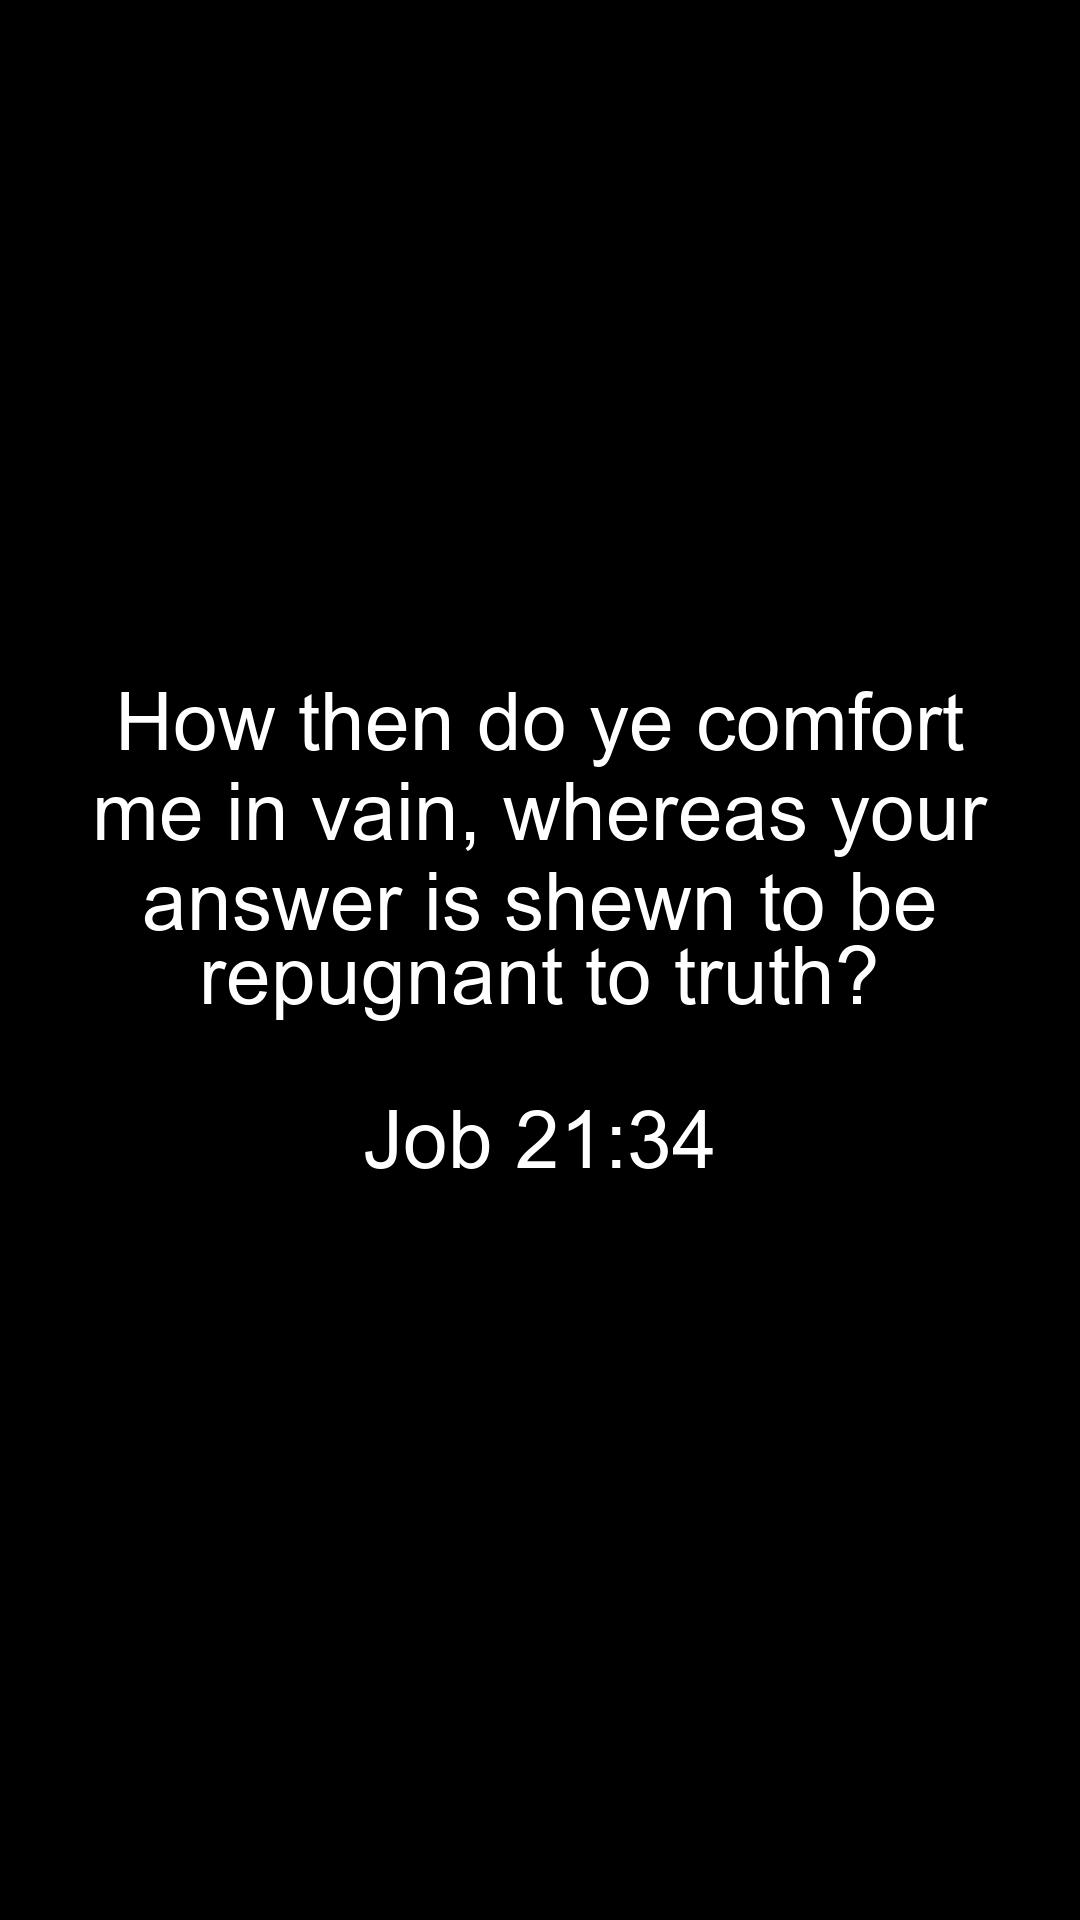 How then do ye comfort
me in vain, whereas your
answer is shewn to be
repugnant to truth?
Job 21:34